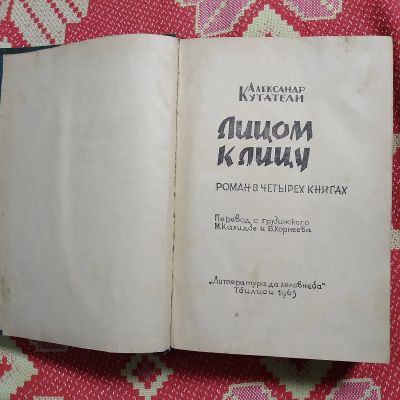 Александр
Кутатели
Лицом
к лицу
Роман в четырех книгах
Перевод с грузинского
М. Калидзе и Б. Корнеева
„Литература да хеловнеба“
Тбилиси 1965